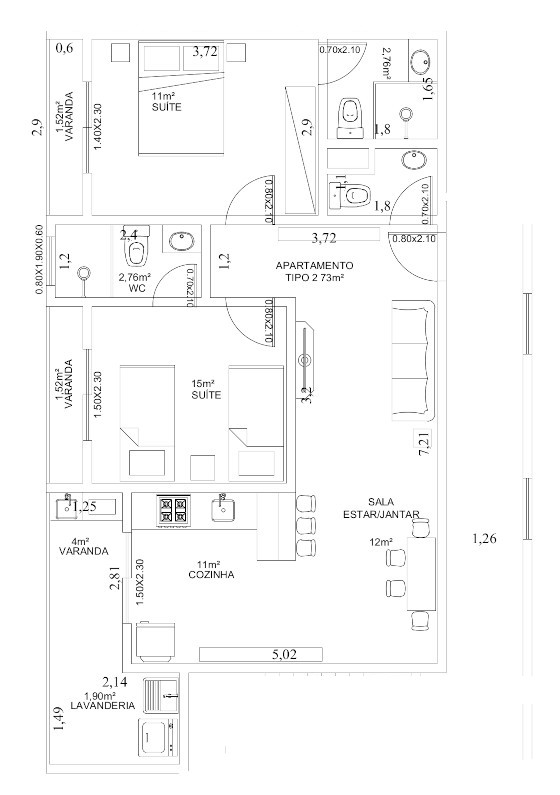 0,6
3,72
0.70x2.10
2,76m²
1,65
11m²
SUÍTE
1,52m²
VARANDA
1.40X2.30
2,9
2,9
1,8
1,1
1,8
0.70x2.10
0.80x2.10
0.80x2.10
3,72
2,4
1,2
1,2
0.80X1.90X0.60
2,76m²
WC
0.70x2.10
APARTAMENTO
TIPO 2 73m²
0.80x2.10
1,52m²
VARANDA
1.50X2.30
15m²
SUÍTE
3,2
7,21
1,25
4m²
VARANDA
2,81
1.50X2.30
11m²
COZINHA
SALA
ESTAR/JANTAR
12m²
1,26
5,02
2,14
1,90m²
LAVANDERIA
1,49